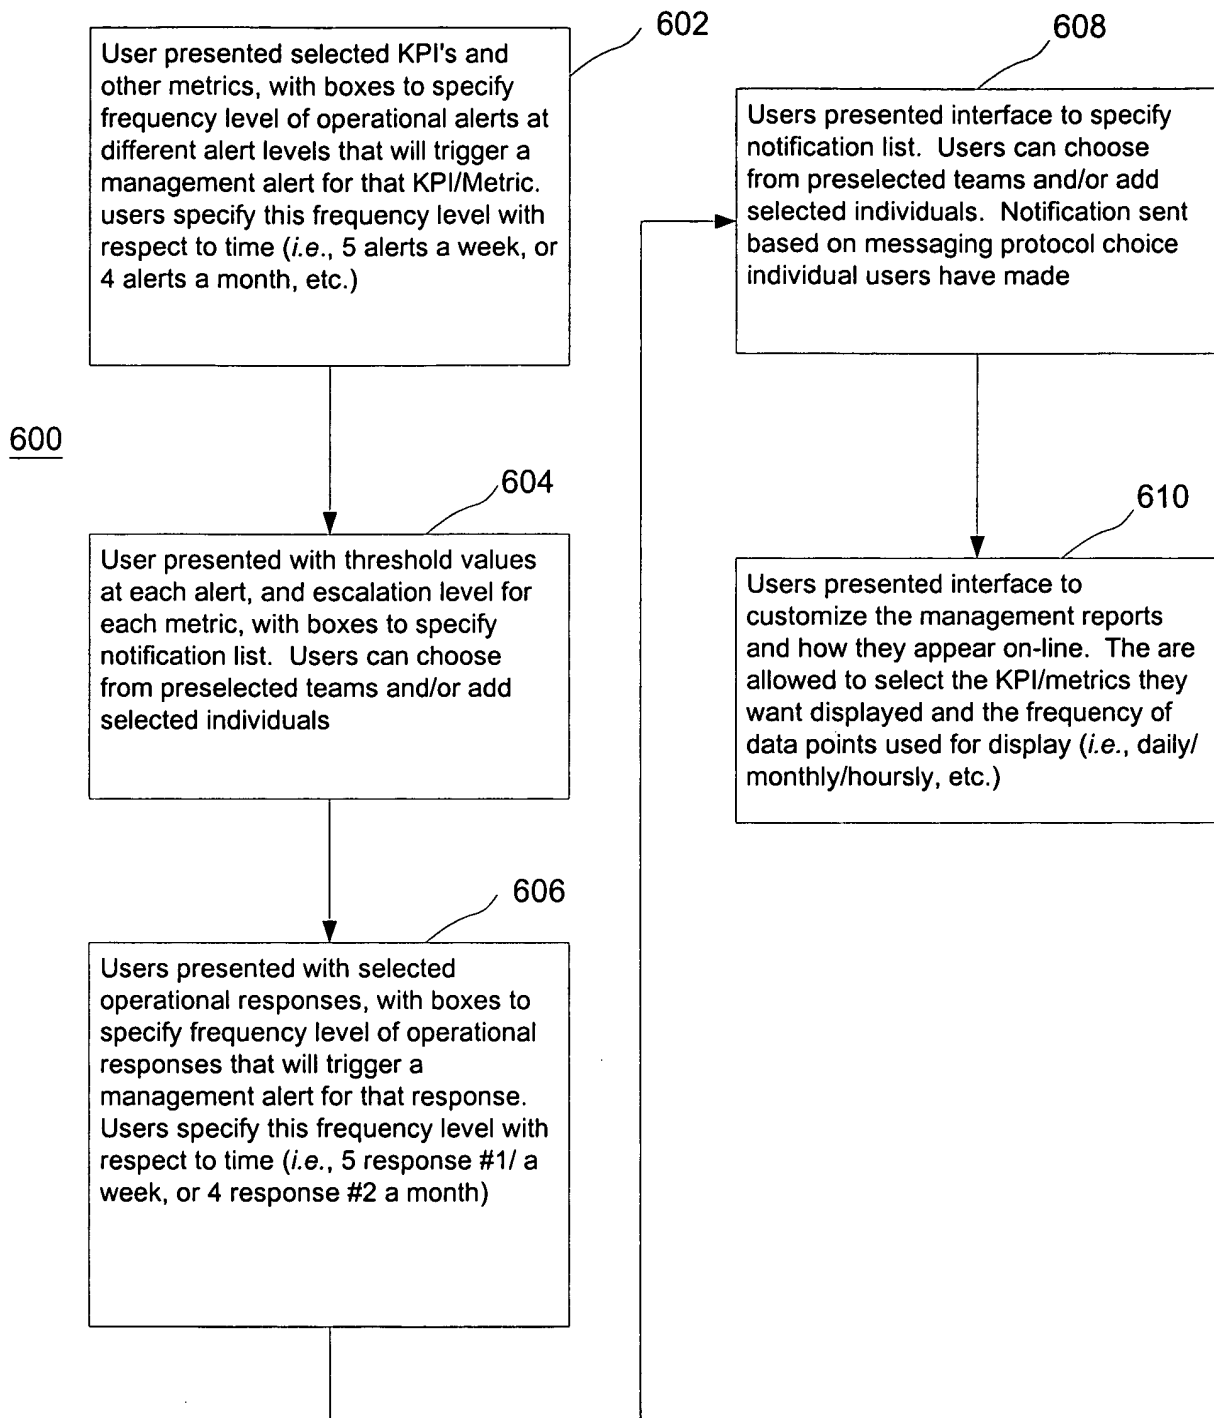 602
User presented selected KPI's and
other metrics, with boxes to specify
frequency level of operational alerts at
different alert levels that will trigger a
management alert for that KPI/Metric.
users specify this frequency level with
respect to time (i.e., 5 alerts a week, or
4 alerts a month, etc.)
600
604
User presented with threshold values
at each alert, and escalation level for
each metric, with boxes to specify
notification list. Users can choose
from preselected teams and/or add
selected individuals
606
Users presented with selected
operational responses, with boxes to
specify frequency level of operational
responses that will trigger a
management alert for that response.
Users specify this frequency level with
respect to time (i.e., 5 response #1/ a
week, or 4 response #2 a month)
608
Users presented interface to specify
notification list. Users can choose
from preselected teams and/or add
selected individuals. Notification sent
based on messaging protocol choice
individual users have made
610
Users presented interface to
customize the management reports
and how they appear on-line. The are
allowed to select the KPI/metrics they
want displayed and the frequency of
data points used for display (i.e., daily/
monthly/hoursly, etc.)